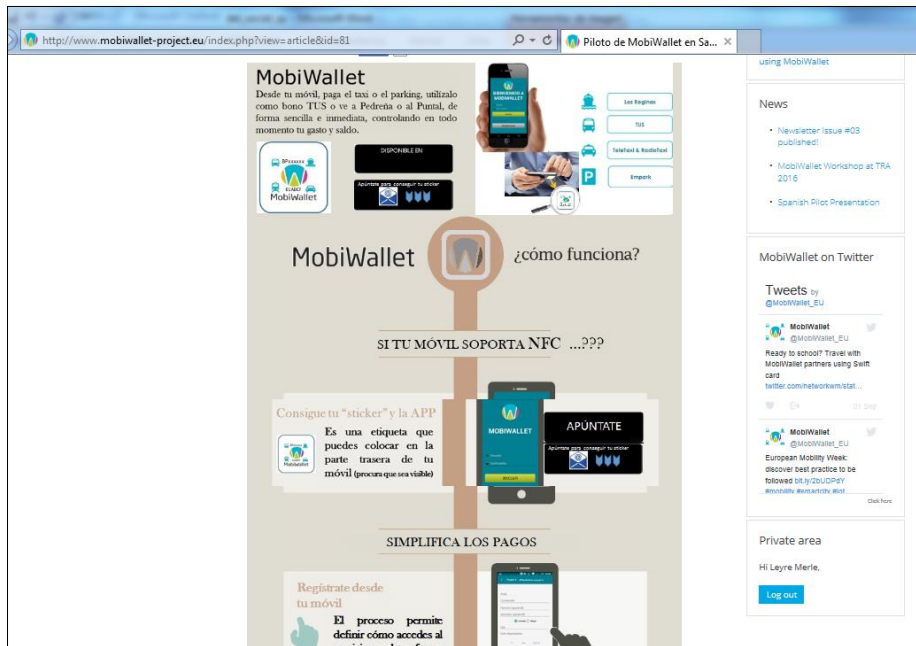 http://www.mobiwallet-project.eu/index.php?view=article&id=81
Piloto de MobiWallet en Sa...
MobiWallet
Desde tu móvil, paga el taxi o el parking, utilízalo
como bono TUS o ve a Pedreña o al Puntal, de
forma sencilla e inmediata, controlando en todo
momento tu gasto y saldo.
MobiWallet
DISPONIBLE EN
Apúntate para conseguir tu sticker
BIENVENIDO A
MOBIWALLET
Los Reginas
TUS
TeleTaxi & RadioTaxi
P
Empark
MobiWallet
¿cómo funciona?
SI TU MÓVIL SOPORTA NFC ...???
Consigue tu "sticker" y la APP
Es una etiqueta que
puedes colocar en la
parte trasera de tu
móvil (procura que sea visible)
MobiWallet
MOBIWALLET
APÚNTATE
Apúntate para conseguir tu sticker
SIMPLIFICA LOS PAGOS
Regístrate desde
tu móvil
El proceso permite
definir cómo accedes al
using MobiWallet
News
Newsletter Issue #03
published!
MobiWallet Workshop at TRA
2016
Spanish Pilot Presentation
MobiWallet on Twitter
Tweets by
@MobiWallet_EU
MobiWallet
@MobiWallet_EU
Ready to school? Travel with
MobiWallet partners using Swift
card
twitter.com/networkwm/stat...
01 Sep
MobiWallet
@MobiWallet_EU
European Mobility Week:
discover best practice to be
followed bit.ly/2bUDPdY
#mobility #smartcity #iot
Click here
Private area
Hi Leyre Merle,
Log out